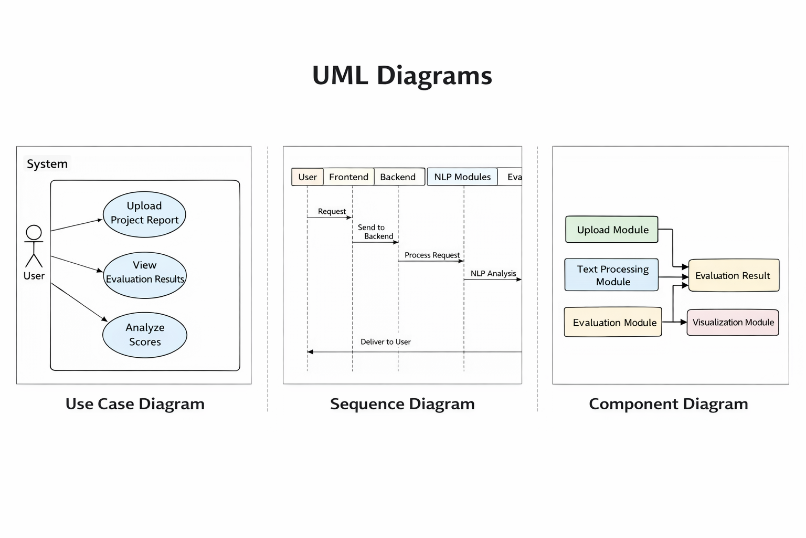 UML Diagrams
System
Upload
Project Report
View
Evaluation Results
Analyze
Scores
User
Use Case Diagram
User
Frontend
Backend
NLP Modules
Eva
Request
Send to
Backend
Process Request
NLP Analysis
Deliver to User
Sequence Diagram
Upload Module
Text Processing
Module
Evaluation Module
Evaluation Result
Visualization Module
Component Diagram